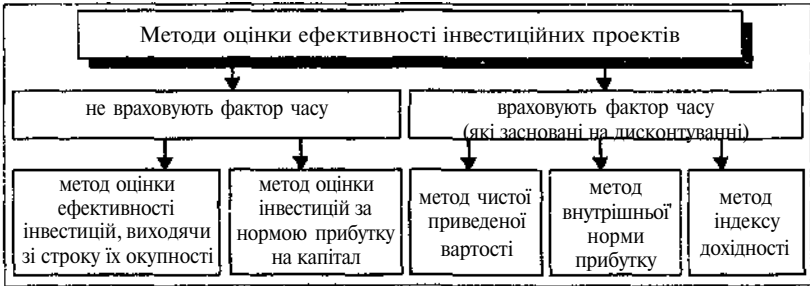 Методи оцінки ефективності інвестиційних проектів
не враховують фактор часу
враховують фактор часу
(які засновані на дисконтуванні)
метод оцінки
ефективності
інвестицій, виходячи
зі строку їх окупності
метод оцінки
інвестицій за
нормою прибутку
на капітал
метод чистої
приведеної
вартості
метод
внутрішньої
норми
прибутку
метод
індексу
дохідності